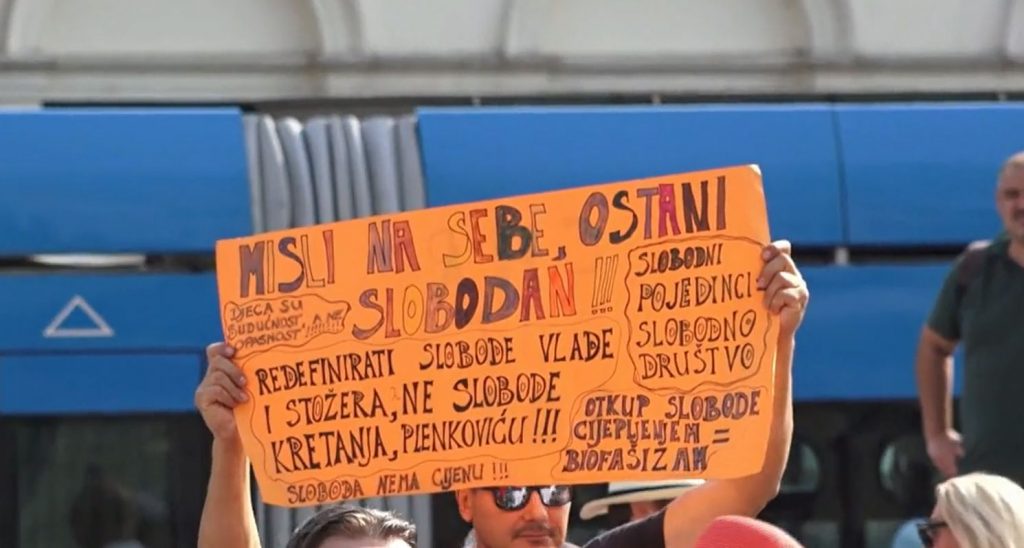 MISLI NA SEBE, OSTANI
SLOBODAN !!!
DJECA SU
BUDUĆNOST, A NE
OPASNOST !!!!!!
SLOBODNI
POJEDINCI
SLOBODNO
DRUŠTVO
REDEFINIRATI SLOBODE VLADE
I STOŽERA, NE SLOBODE
KRETANJA, PLENKOVIĆU !!!
OTKUP SLOBODE
CIJEPLJENJEM =
BIOFAŠIZAM
SLOBODA NEMA CIJENU !!!